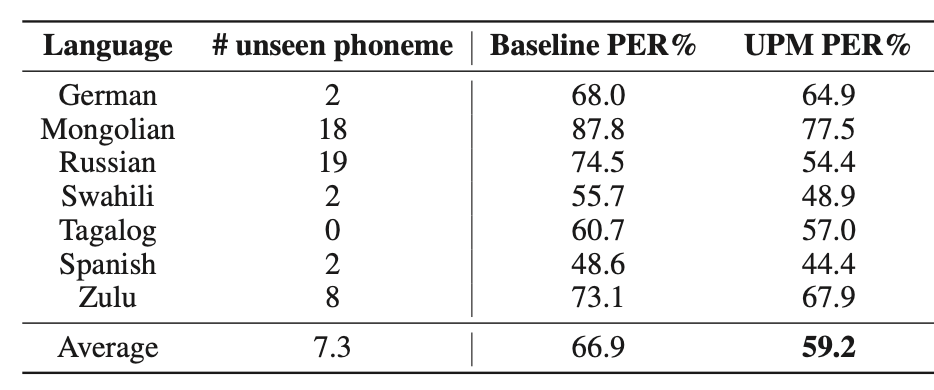 Language # unseen phoneme Baseline PER% UPM PER%
German 2 68.0 64.9
Mongolian 18 87.8 77.5
Russian 19 74.5 54.4
Swahili 2 55.7 48.9
Tagalog 0 60.7 57.0
Spanish 2 48.6 44.4
Zulu 8 73.1 67.9
Average 7.3 66.9 59.2